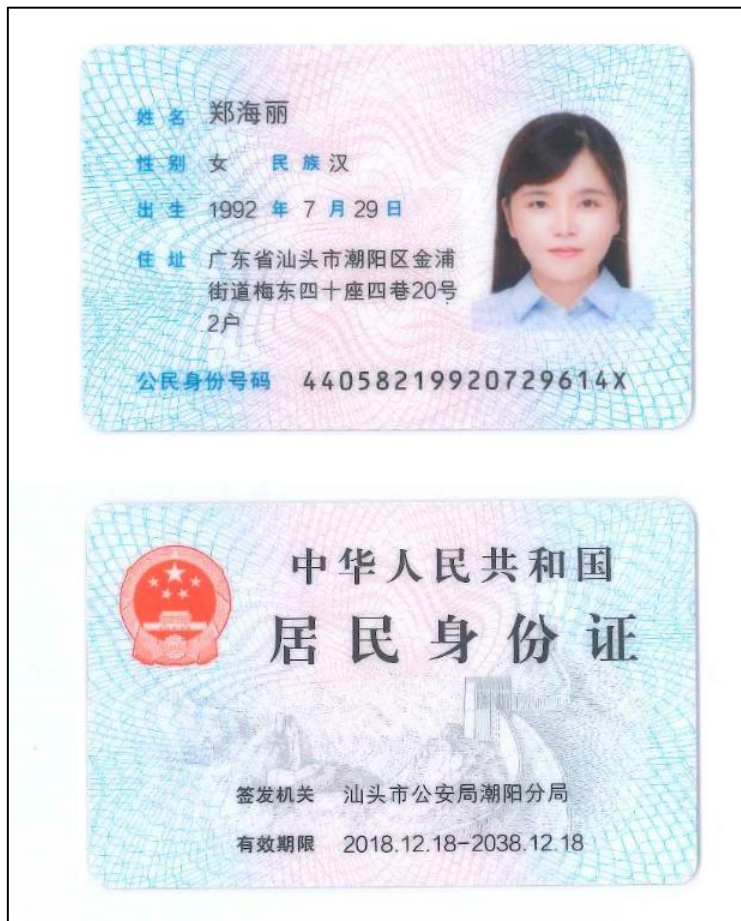 姓名 郑海丽
性别 女 民族 汉
出生 1992 年 7 月 29 日
住址 广东省汕头市潮阳区金浦
街道梅东四十座四巷20号
2户
公民身份号码 44058219920729614X
中华人民共和国
居民身份证
签发机关 汕头市公安局潮阳分局
有效期限 2018.12.18-2038.12.18